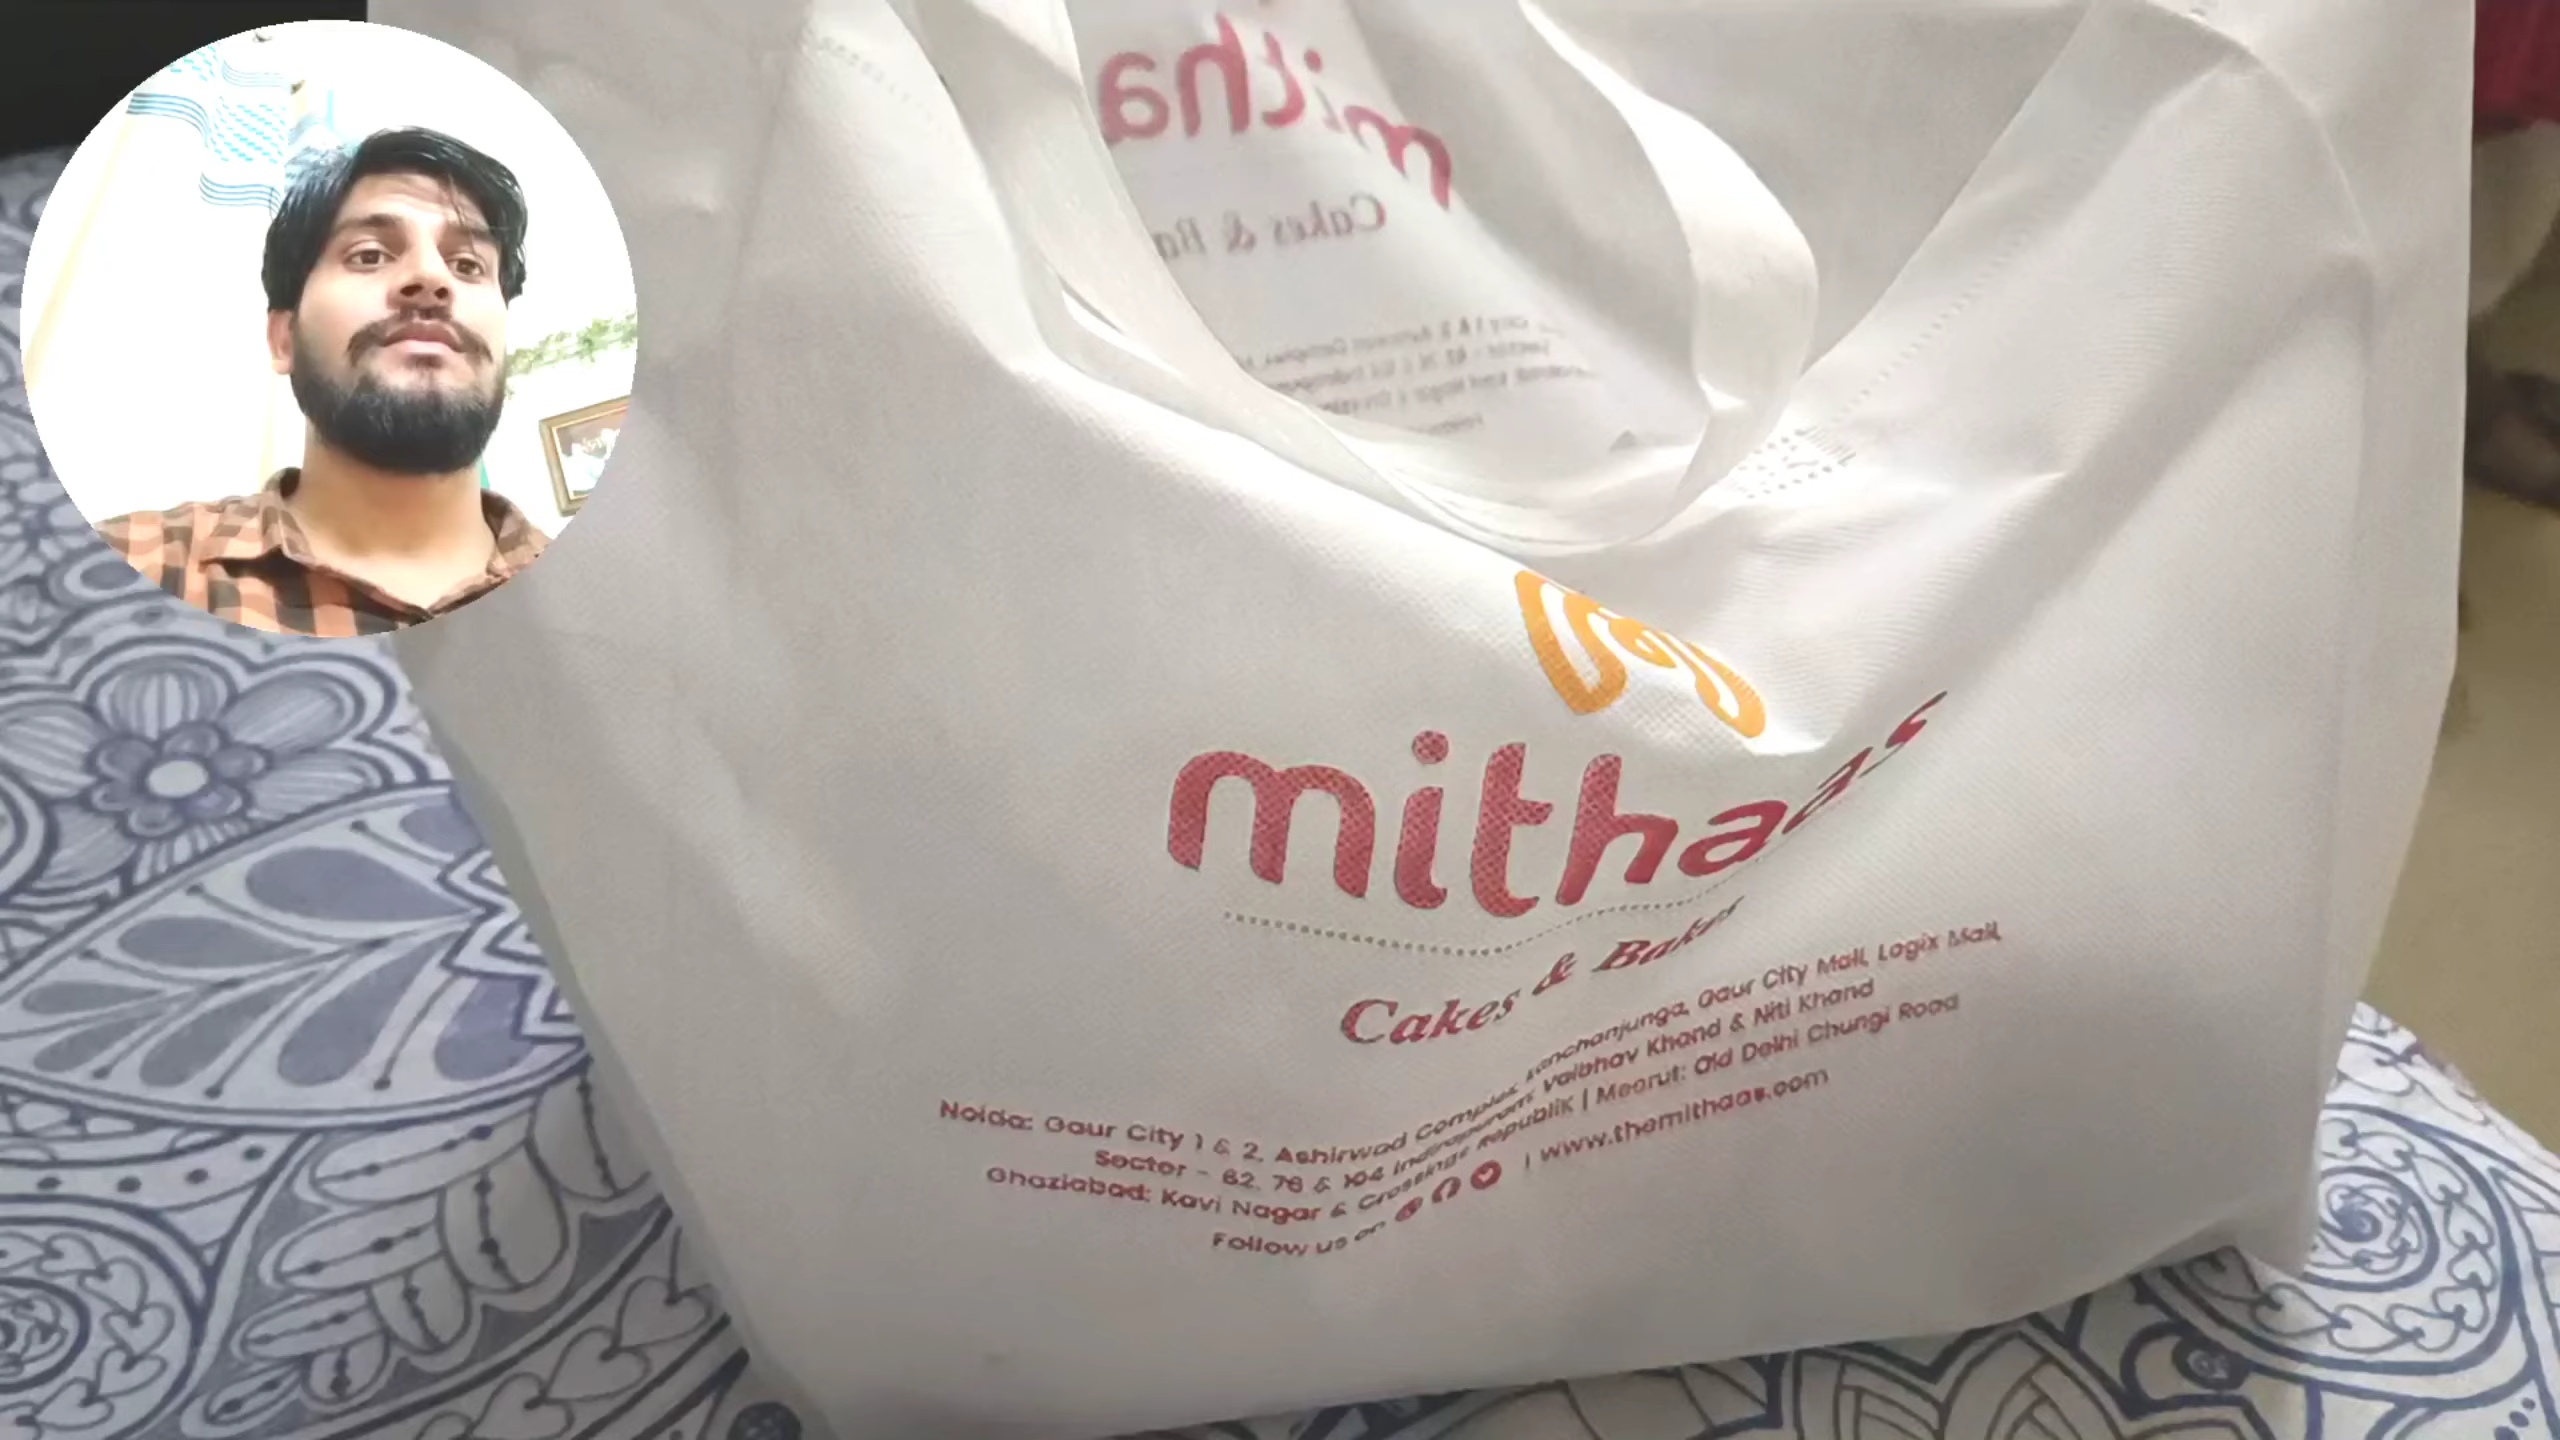 mitha
Cakes & Ba
mithaas
Cakes & Bakes
Noida: Gaur City 1 & 2, Ashirwad Complex, Kanchanjunga, Gaur City Mall, Logix Mall,
Sector - 62, 76 & 104 Indirapuram: Vaibhav Khand & Niti Khand
Ghaziabad: Kavi Nagar & Crossings Republik | Meerut: Old Delhi Chungi Road
Follow us on | www.themithaas.com